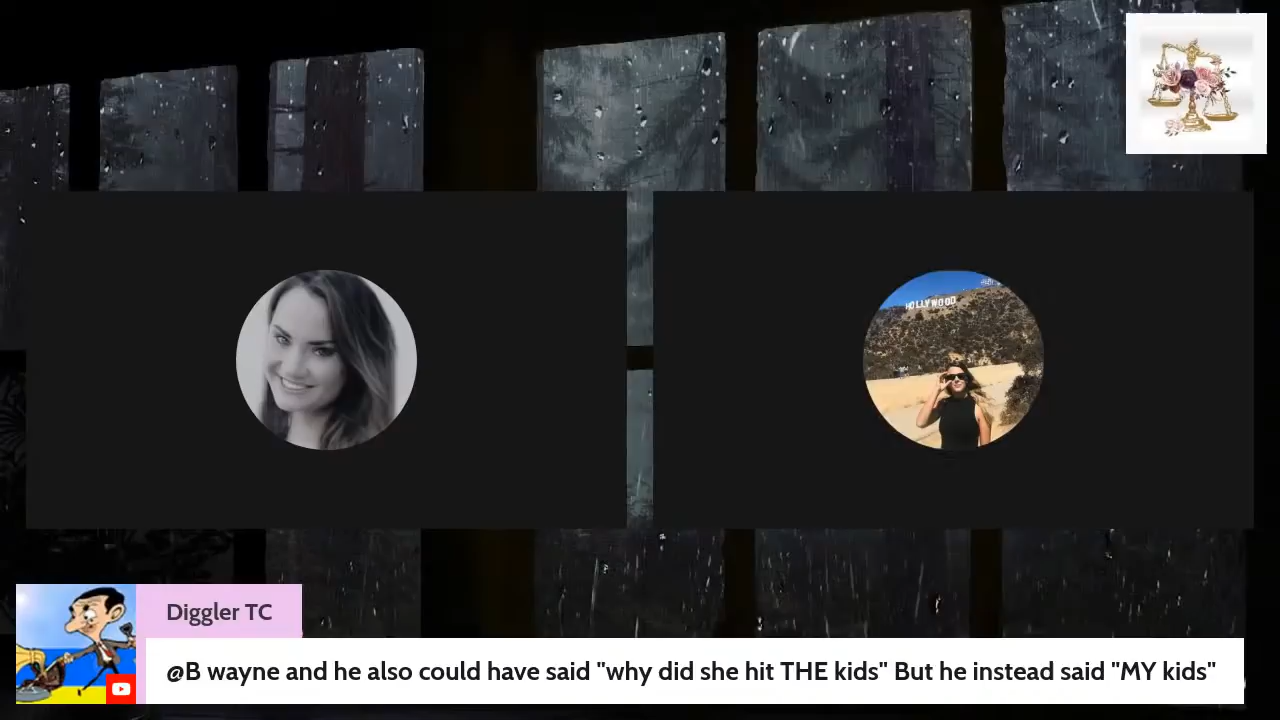 HOLLYWOOD
Diggler TC
@B wayne and he also could have said "why did she hit THE kids" But he instead said "MY kids"